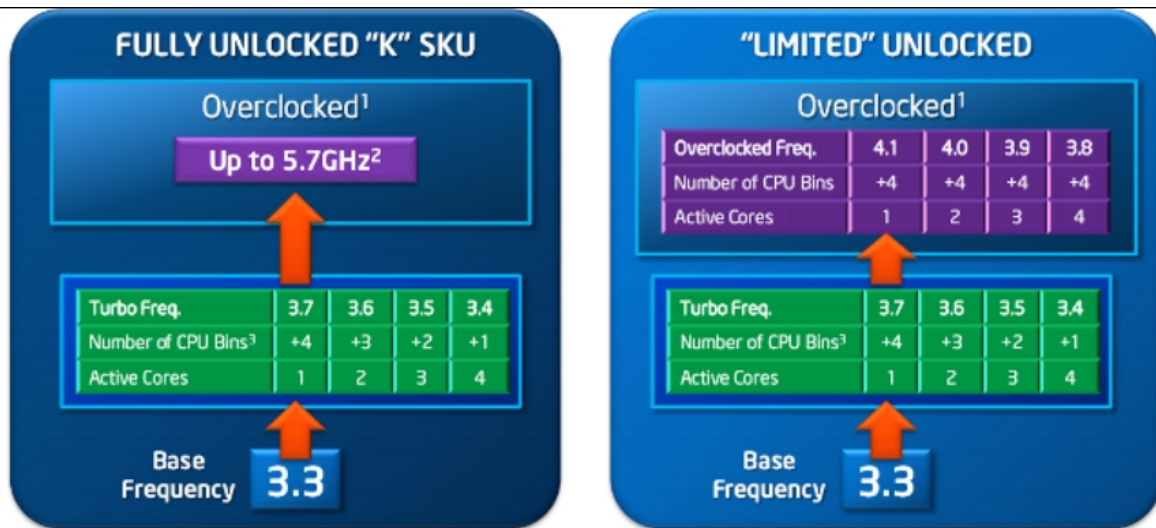 FULLY UNLOCKED "K" SKU
Overclocked¹
Up to 5.7GHz²
Turbo Freq. 3.7 3.6 3.5 3.4
Number of CPU Bins³ +4 +3 +2 +1
Active Cores 1 2 3 4
Base
Frequency 3.3
"LIMITED" UNLOCKED
Overclocked¹
Overclocked Freq. 4.1 4.0 3.9 3.8
Number of CPU Bins +4 +4 +4 +4
Active Cores 1 2 3 4
Turbo Freq. 3.7 3.6 3.5 3.4
Number of CPU Bins³ +4 +3 +2 +1
Active Cores 1 2 3 4
Base
Frequency 3.3